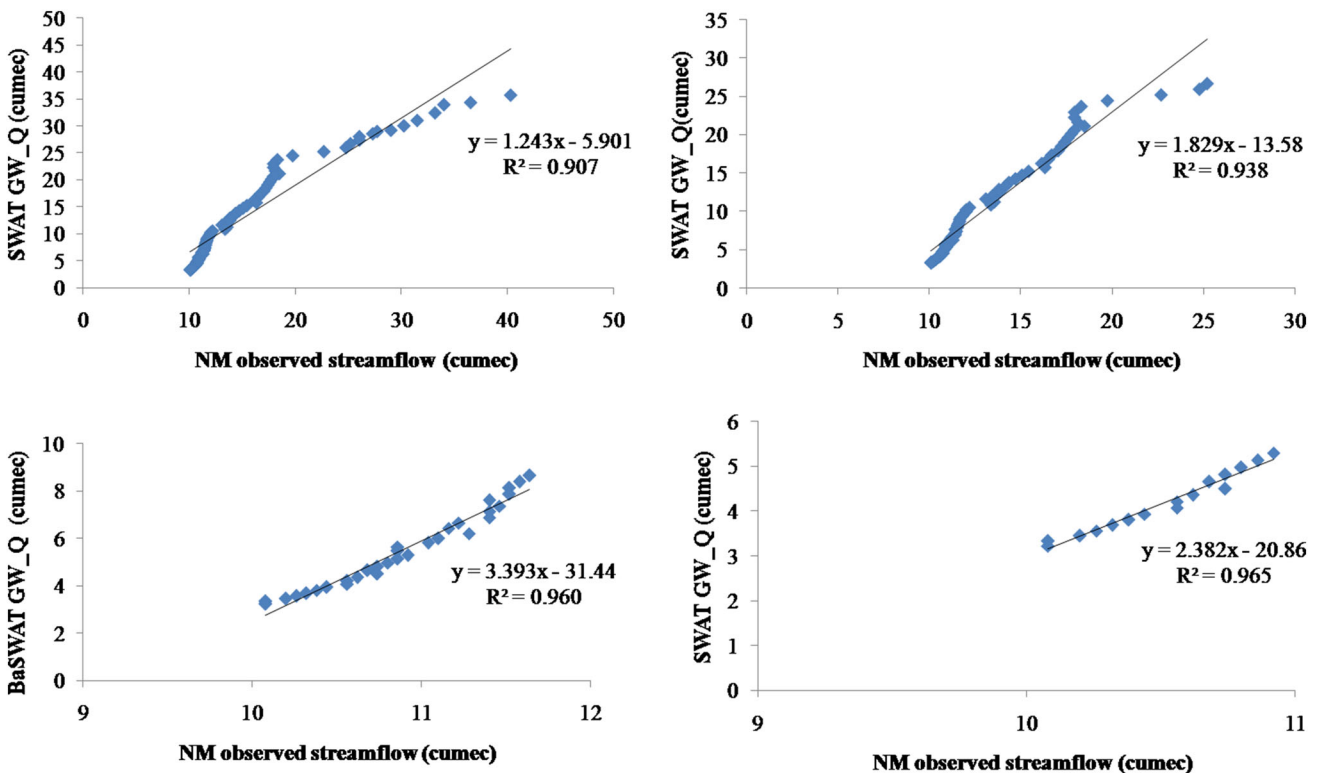 SWAT GW_Q (cumec)
50
45
40
35
30
25
20
15
10
5
0
y = 1.243x - 5.901
R² = 0.907
0 10 20 30 40 50
NM observed streamflow (cumec)
SWAT GW_Q(cumec)
35
30
25
20
15
10
5
0
y = 1.829x - 13.58
R² = 0.938
0 5 10 15 20 25 30
NM observed streamflow (cumec)
BaSWAT GW_Q (cumec)
10
8
6
4
2
0
y = 3.393x - 31.44
R² = 0.960
9 10 11 12
NM observed streamflow (cumec)
SWAT GW_Q (cumec)
6
5
4
3
2
1
0
y = 2.382x - 20.86
R² = 0.965
9 10 11
NM observed streamflow (cumec)